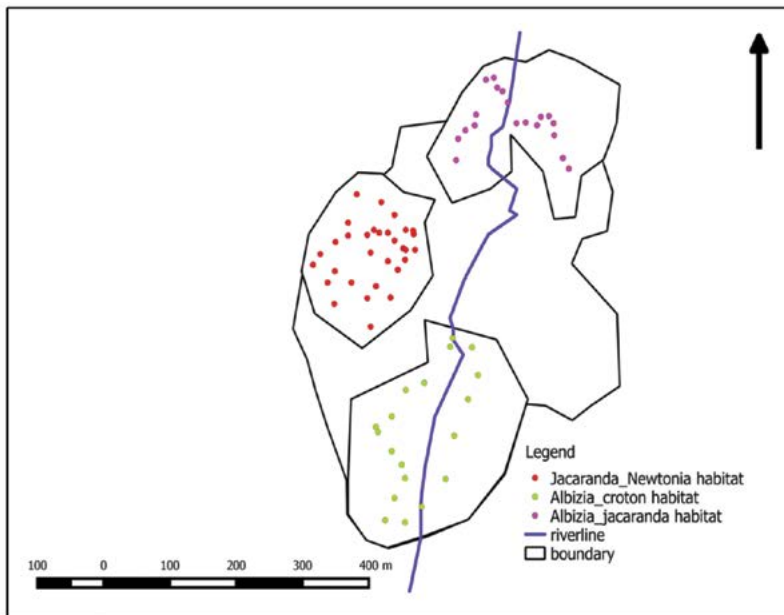 Legend
Jacaranda_Newtonia habitat
Albizia_croton habitat
Albizia_jacaranda habitat
riverline
boundary
100 0 100 200 300 400 m